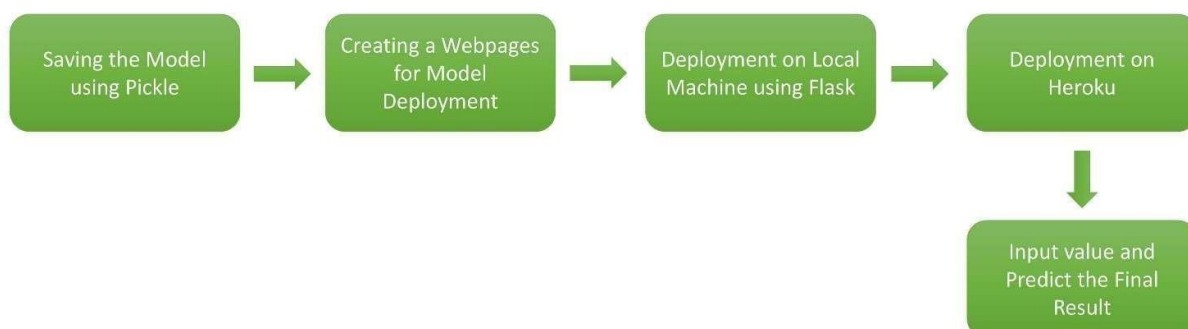 Saving the Model
using Pickle
Creating a Webpages
for Model
Deployment
Deployment on Local
Machine using Flask
Deployment on
Heroku
Input value and
Predict the Final
Result